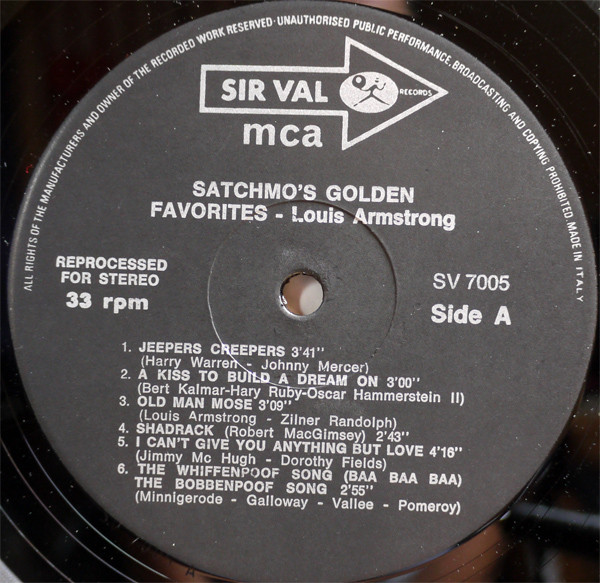 ALL RIGHTS OF THE MANUFACTURERS AND OWNER OF THE RECORDED WORK RESERVED·UNAUTHORISED PUBLIC PERFORMANCE, BROADCASTING AND COPYING PROHIBITED MADE IN ITALY
SIR VAL RECORDS
mca
SATCHMO'S GOLDEN
FAVORITES - Louis Armstrong
REPROCESSED
FOR STEREO
33 rpm
SV 7005
Side A
1. JEEPERS CREEPERS 3'41''
(Harry Warren - Johnny Mercer)
2. A KISS TO BUILD A DREAM ON 3'00''
(Bert Kalmar-Hary Ruby-Oscar Hammerstein II)
3. OLD MAN MOSE 3'09''
(Louis Armstrong - Zilner Randolph)
4. SHADRACK (Robert MacGimsey) 2'43''
5. I CAN'T GIVE YOU ANYTHING BUT LOVE 4'16''
(Jimmy Mc Hugh - Dorothy Fields)
6. THE WHIFFENPOOF SONG (BAA BAA BAA)
THE BOBBENPOOF SONG 2'55''
(Minnigerode - Galloway - Vallee - Pomeroy)
A